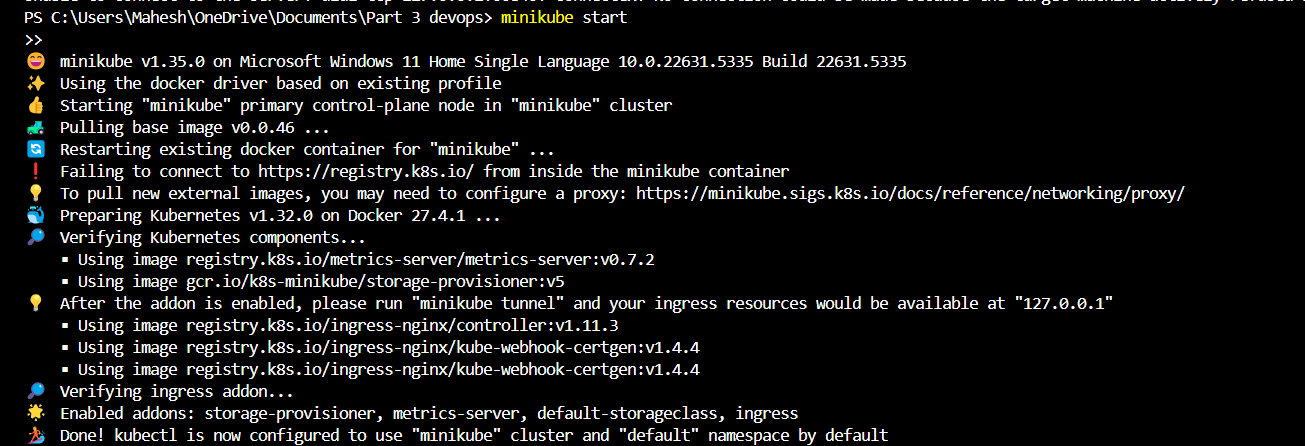 PS C:\Users\Mahesh\OneDrive\Documents\Part 3 devops> minikube start
>>
😄  minikube v1.35.0 on Microsoft Windows 11 Home Single Language 10.0.22631.5335 Build 22631.5335
✨  Using the docker driver based on existing profile
👍  Starting "minikube" primary control-plane node in "minikube" cluster
🚜  Pulling base image v0.0.46 ...
🔄  Restarting existing docker container for "minikube" ...
❗  Failing to connect to https://registry.k8s.io/ from inside the minikube container
💡  To pull new external images, you may need to configure a proxy: https://minikube.sigs.k8s.io/docs/reference/networking/proxy/
🐳  Preparing Kubernetes v1.32.0 on Docker 27.4.1 ...
🔎  Verifying Kubernetes components...
▪ Using image registry.k8s.io/metrics-server/metrics-server:v0.7.2
▪ Using image gcr.io/k8s-minikube/storage-provisioner:v5
💡  After the addon is enabled, please run "minikube tunnel" and your ingress resources would be available at "127.0.0.1"
▪ Using image registry.k8s.io/ingress-nginx/controller:v1.11.3
▪ Using image registry.k8s.io/ingress-nginx/kube-webhook-certgen:v1.4.4
▪ Using image registry.k8s.io/ingress-nginx/kube-webhook-certgen:v1.4.4
🔎  Verifying ingress addon...
🌟  Enabled addons: storage-provisioner, metrics-server, default-storageclass, ingress
🏄  Done! kubectl is now configured to use "minikube" cluster and "default" namespace by default